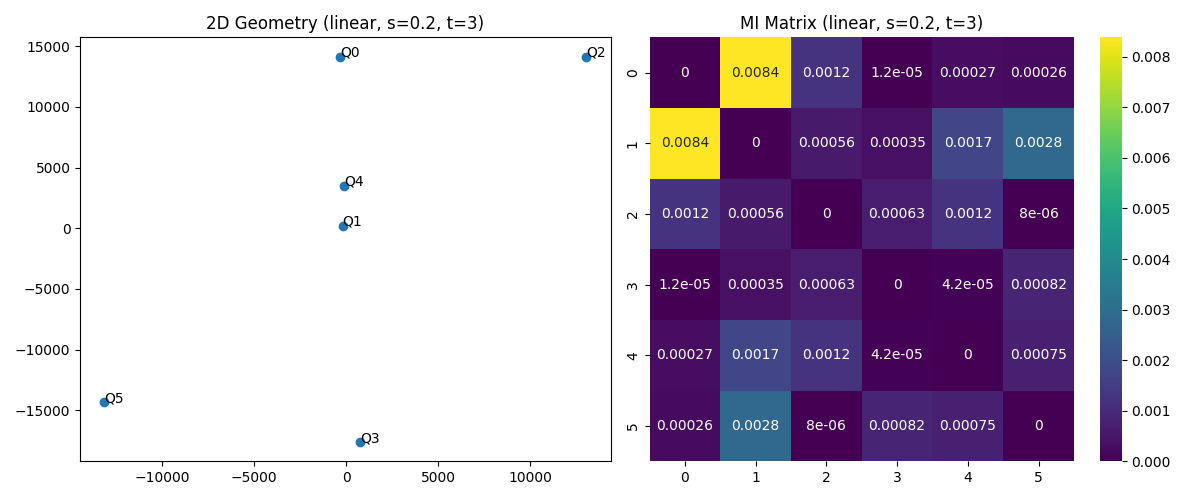 2D Geometry (linear, s=0.2, t=3)
15000
10000
5000
0
−5000
−10000
−15000
Q0
Q2
Q4
Q1
Q5
Q3
−10000 −5000 0 5000 10000
MI Matrix (linear, s=0.2, t=3)
0 0 0.0084 0.0012 1.2e-05 0.00027 0.00026
1 0.0084 0 0.00056 0.00035 0.0017 0.0028
2 0.0012 0.00056 0 0.00063 0.0012 8e-06
3 1.2e-05 0.00035 0.00063 0 4.2e-05 0.00082
4 0.00027 0.0017 0.0012 4.2e-05 0 0.00075
5 0.00026 0.0028 8e-06 0.00082 0.00075 0
0 1 2 3 4 5
0.008
0.007
0.006
0.005
0.004
0.003
0.002
0.001
0.000